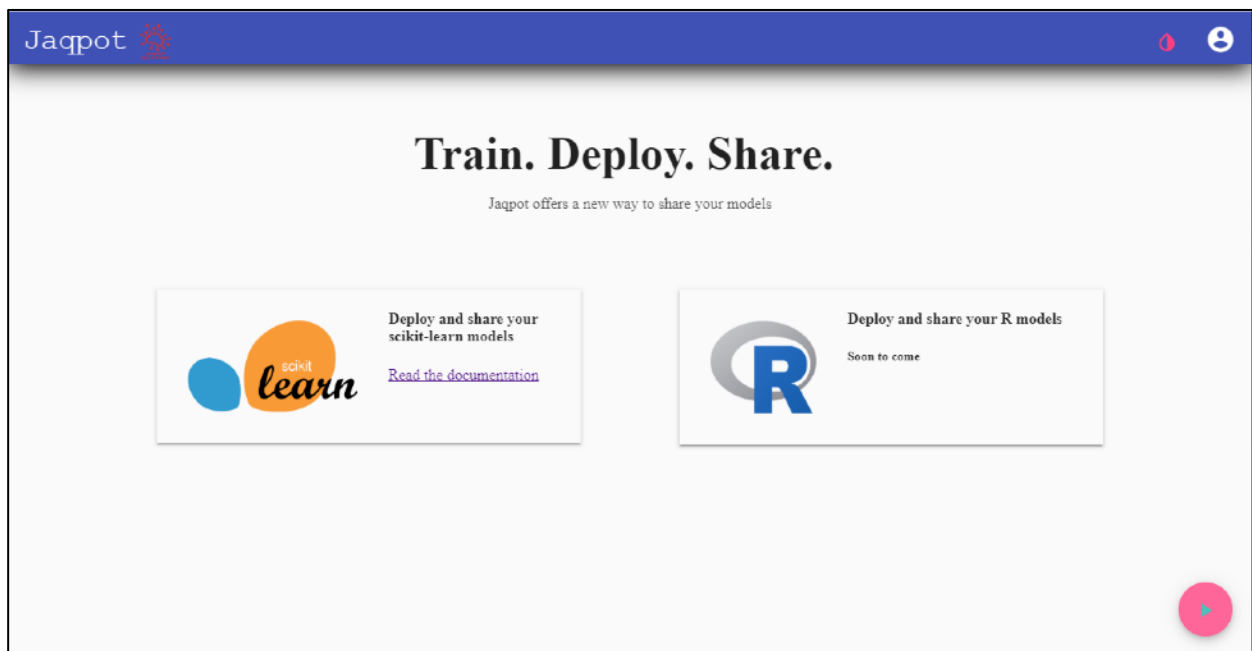 Jaqpot
Train. Deploy. Share.
Jaqpot offers a new way to share your models
Deploy and share your
scikit-learn models
Read the documentation
scikit
learn
Deploy and share your R models
Soon to come
R